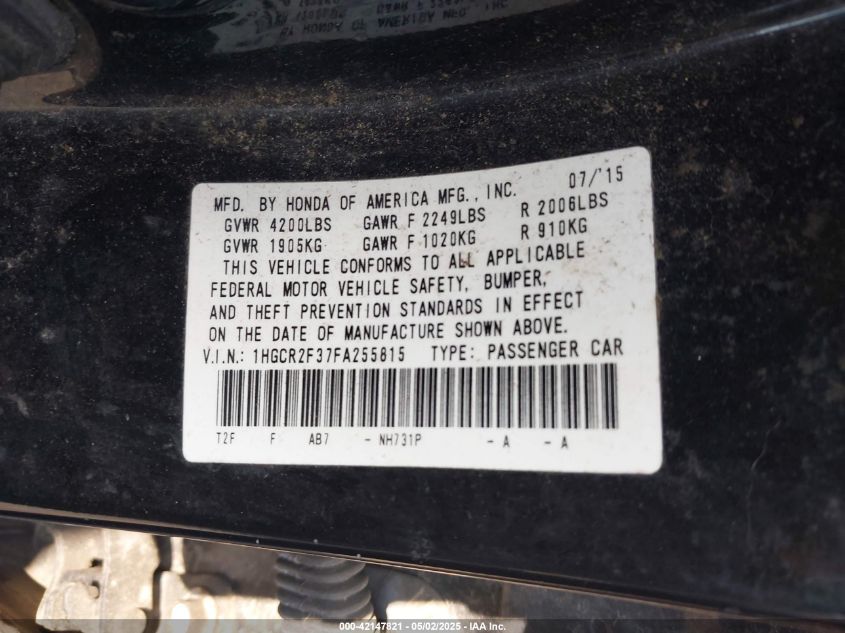 MFD. BY HONDA OF AMERICA MFG., INC. 07/'15
GVWR 4200LBS GAWR F 2249LBS R 2006LBS
GVWR 1905KG GAWR F 1020KG R 910KG
THIS VEHICLE CONFORMS TO ALL APPLICABLE
FEDERAL MOTOR VEHICLE SAFETY, BUMPER,
AND THEFT PREVENTION STANDARDS IN EFFECT
ON THE DATE OF MANUFACTURE SHOWN ABOVE.
V.I.N.: 1HGCR2F37FA255815 TYPE: PASSENGER CAR
T2F F AB7 - NH731P - A - A
000-42147821 - 05/02/2025 - IAA Inc.